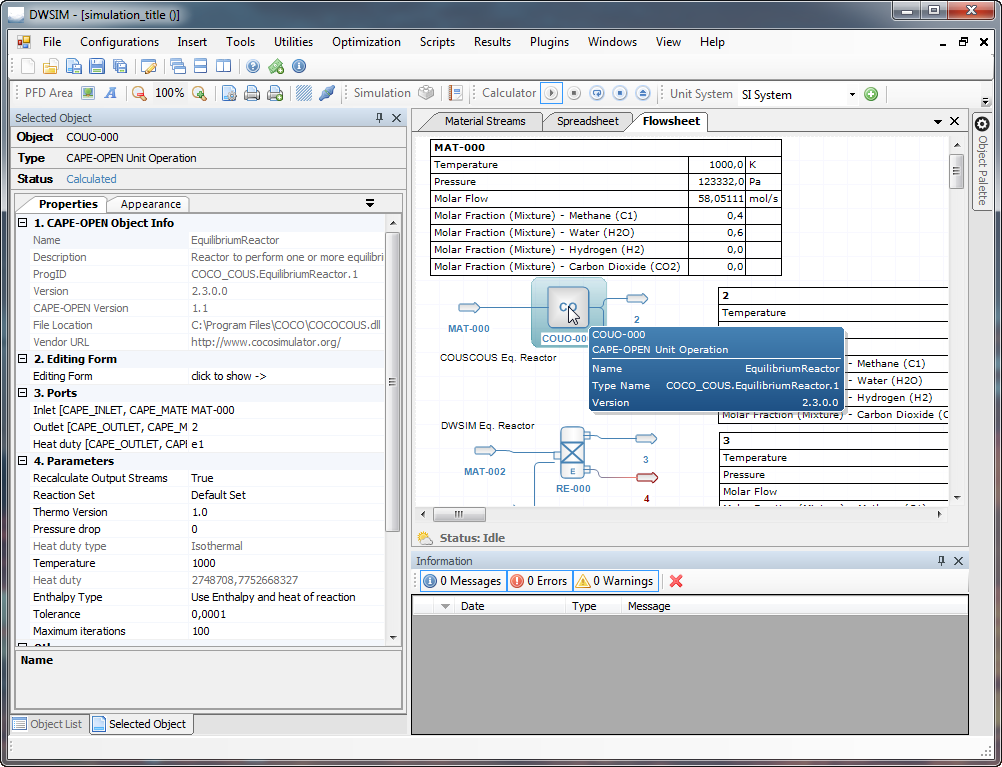 DWSIM - [simulation_title ()]
File Configurations Insert Tools Utilities Optimization Scripts Results Plugins Windows View Help
PFD Area A 100% Simulation Calculator Unit System SI System
Selected Object
Object COUO-000
Type CAPE-OPEN Unit Operation
Status Calculated
Properties Appearance
1. CAPE-OPEN Object Info
Name EquilibriumReactor
Description Reactor to perform one or more equilibri
ProgID COCO_COUS.EquilibriumReactor.1
Version 2.3.0.0
CAPE-OPEN Version 1.1
File Location C:\Program Files\COCO\COCOCOUS.dll
Vendor URL http://www.cocosimulator.org/
2. Editing Form
Editing Form click to show ->
3. Ports
Inlet [CAPE_INLET, CAPE_MATE MAT-000
Outlet [CAPE_OUTLET, CAPE_M 2
Heat duty [CAPE_OUTLET, CAPI e1
4. Parameters
Recalculate Output Streams True
Reaction Set Default Set
Thermo Version 1.0
Pressure drop 0
Heat duty type Isothermal
Temperature 1000
Heat duty 2748708,7752668327
Enthalpy Type Use Enthalpy and heat of reaction
Tolerance 0,0001
Maximum iterations 100
Name
Object List Selected Object
Material Streams Spreadsheet Flowsheet
MAT-000
Temperature 1000,0 K
Pressure 123332,0 Pa
Molar Flow 58,05111 mol/s
Molar Fraction (Mixture) - Methane (C1) 0,4
Molar Fraction (Mixture) - Water (H2O) 0,6
Molar Fraction (Mixture) - Hydrogen (H2) 0,0
Molar Fraction (Mixture) - Carbon Dioxide (CO2) 0,0
MAT-000
CO
COUO-000
2
COUSCOUS Eq. Reactor
COUO-000
CAPE-OPEN Unit Operation
Name EquilibriumReactor
Type Name COCO_COUS.EquilibriumReactor.1
Version 2.3.0.0
2
Temperature
- Methane (C1)
- Water (H2O)
- Hydrogen (H2)
Molar Fraction (Mixture) - Carbon Dioxide (C
DWSIM Eq. Reactor
MAT-002
E
RE-000
3
4
3
Temperature
Pressure
Molar Flow
Status: Idle
Object Palette
Information
0 Messages 0 Errors 0 Warnings
Date Type Message